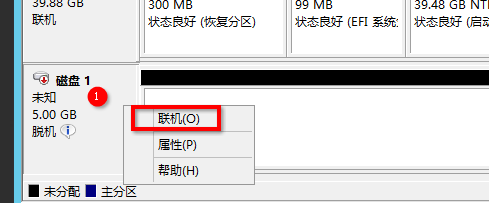 39.88 GB
联机
300 MB
状态良好 (恢复分区)
99 MB
状态良好 (EFI 系统
39.48 GB NT
状态良好 (启动
磁盘 1
未知
5.00 GB
脱机
1
联机(O)
属性(P)
帮助(H)
未分配 主分区